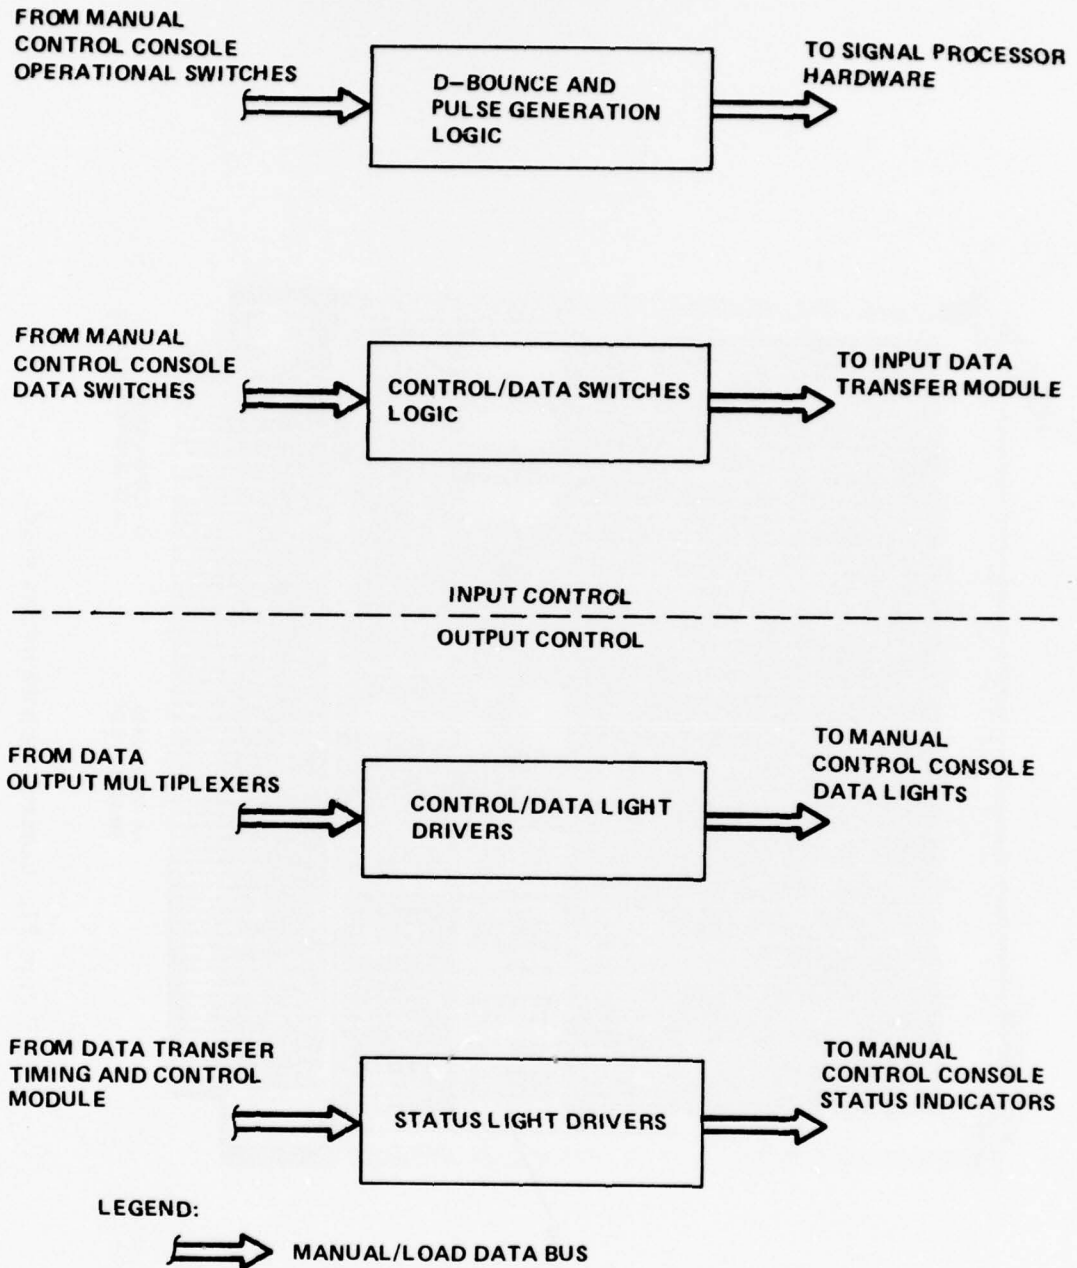 FROM MANUAL
CONTROL CONSOLE
OPERATIONAL SWITCHES
D-BOUNCE AND
PULSE GENERATION
LOGIC
TO SIGNAL PROCESSOR
HARDWARE
FROM MANUAL
CONTROL CONSOLE
DATA SWITCHES
CONTROL/DATA SWITCHES
LOGIC
TO INPUT DATA
TRANSFER MODULE
INPUT CONTROL
OUTPUT CONTROL
FROM DATA
OUTPUT MULTIPLEXERS
CONTROL/DATA LIGHT
DRIVERS
TO MANUAL
CONTROL CONSOLE
DATA LIGHTS
FROM DATA TRANSFER
TIMING AND CONTROL
MODULE
STATUS LIGHT DRIVERS
TO MANUAL
CONTROL CONSOLE
STATUS INDICATORS
LEGEND:
MANUAL/LOAD DATA BUS